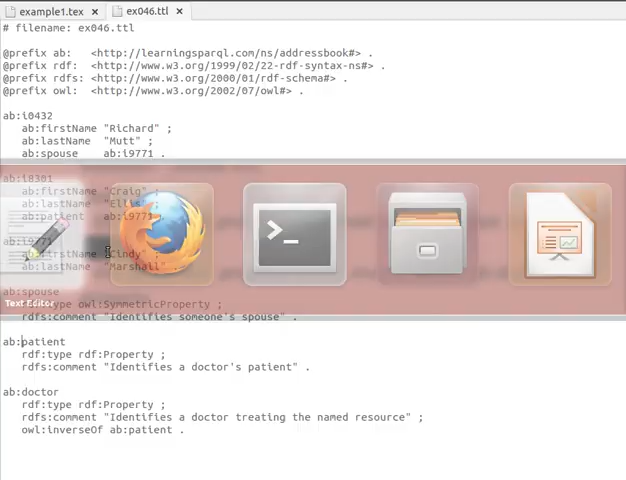 example1.tex
ex046.ttl
# filename: ex046.ttl
@prefix ab: <http://learningsparql.com/ns/addressbook#> .
@prefix rdf: <http://www.w3.org/1999/02/22-rdf-syntax-ns#> .
@prefix rdfs: <http://www.w3.org/2000/01/rdf-schema#> .
@prefix owl: <http://www.w3.org/2002/07/owl#> .
ab:i0432
ab:firstName "Richard" ;
ab:lastName "Mutt" ;
ab:spouse ab:i9771 .
ab:i8301
ab:firstName "Craig" ;
ab:lastName "Ellis" ;
ab:patient ab:i9771 .
ab:i9771
ab:firstName "Cindy" ;
ab:lastName "Marshall" .
ab:spouse
rdf:type owl:SymmetricProperty ;
Text Editor
rdfs:comment "Identifies someone's spouse" .
ab:patient
rdf:type rdf:Property ;
rdfs:comment "Identifies a doctor's patient" .
ab:doctor
rdf:type rdf:Property ;
rdfs:comment "Identifies a doctor treating the named resource" ;
owl:inverseOf ab:patient .